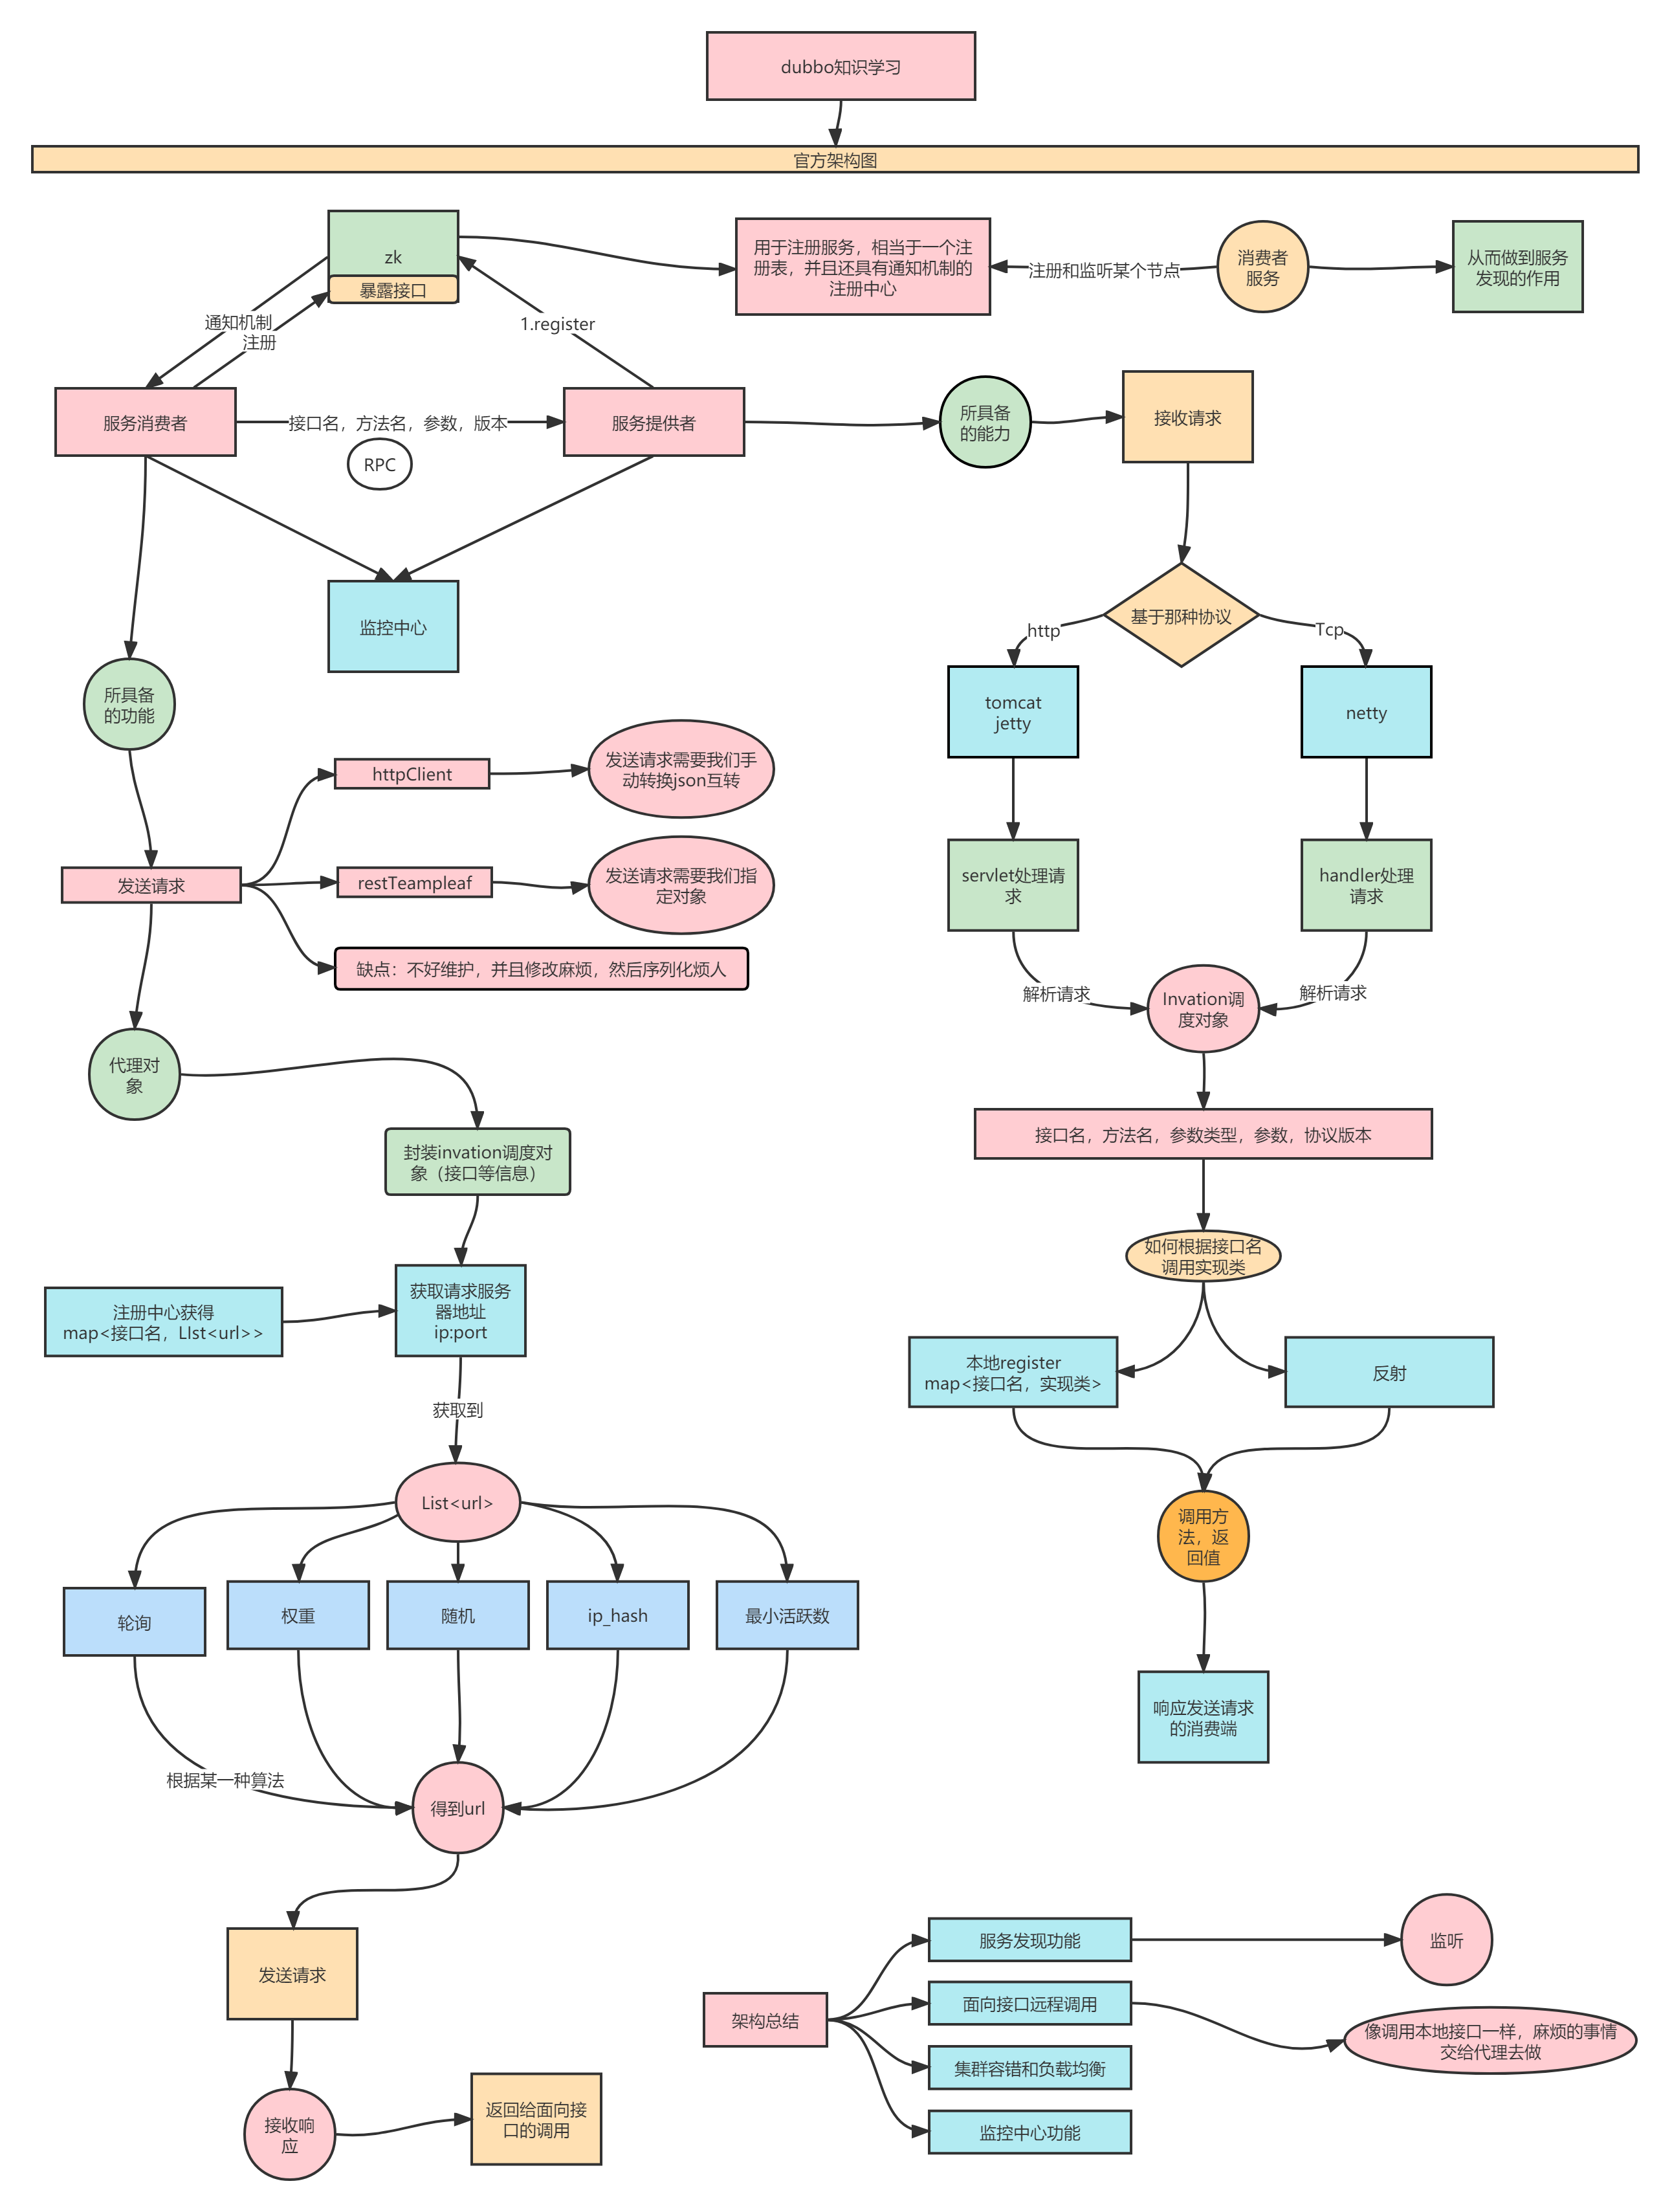 dubbo知识学习
官方架构图
zk
暴露接口
用于注册服务，相当于一个注
册表，并且还具有通知机制的
注册中心
注册和监听某个节点
消费者
服务
从而做到服务
发现的作用
通知机制
注册
1.register
服务消费者
接口名，方法名，参数，版本
RPC
服务提供者
所具备
的能力
接收请求
监控中心
基于那种协议
http
Tcp
tomcat
jetty
netty
所具备
的功能
httpClient
发送请求需要我们手
动转换json互转
发送请求
restTeampleaf
发送请求需要我们指
定对象
缺点：不好维护，并且修改麻烦，然后序列化烦人
servlet处理请
求
handler处理
请求
解析请求
解析请求
Invation调
度对象
代理对
象
封装invation调度对
象（接口等信息）
接口名，方法名，参数类型，参数，协议版本
如何根据接口名
调用实现类
注册中心获得
map<接口名，LIst<url>>
获取请求服务
器地址
ip:port
本地register
map<接口名，实现类>
反射
获取到
List<url>
调用方
法，返
回值
轮询
权重
随机
ip_hash
最小活跃数
响应发送请求
的消费端
根据某一种算法
得到url
发送请求
接收响
应
返回给面向接
口的调用
架构总结
服务发现功能
监听
面向接口远程调用
像调用本地接口一样，麻烦的事情
交给代理去做
集群容错和负载均衡
监控中心功能